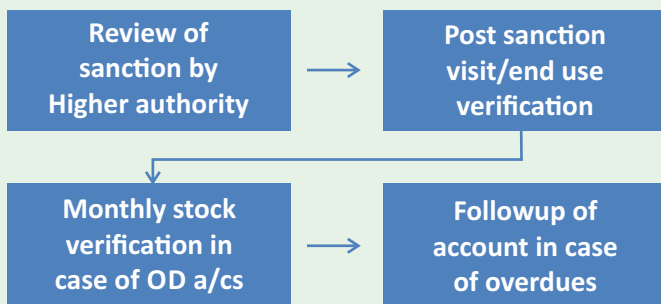 Review of
sanction by
Higher authority
Post sanction
visit/end use
verification
Monthly stock
verification in
case of OD a/cs
Followup of
account in case
of overdues